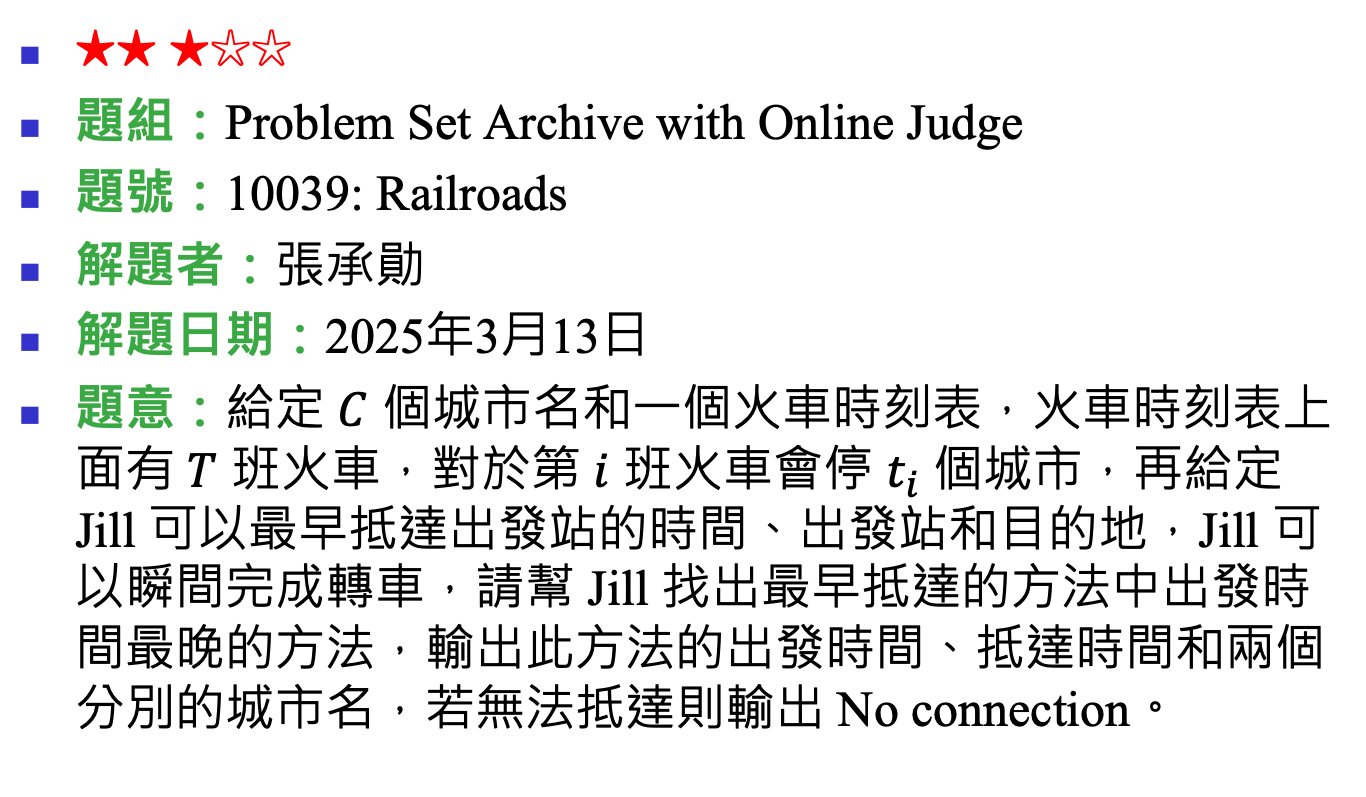 ★★ ★☆☆
題組：Problem Set Archive with Online Judge
題號：10039: Railroads
解題者：張承勛
解題日期：2025年3月13日
題意：給定 C 個城市名和一個火車時刻表，火車時刻表上
面有 T 班火車，對於第 i 班火車會停 tᵢ 個城市，再給定
Jill 可以最早抵達出發站的時間、出發站和目的地，Jill 可
以瞬間完成轉車，請幫 Jill 找出最早抵達的方法中出發時
間最晚的方法，輸出此方法的出發時間、抵達時間和兩個
分別的城市名，若無法抵達則輸出 No connection。